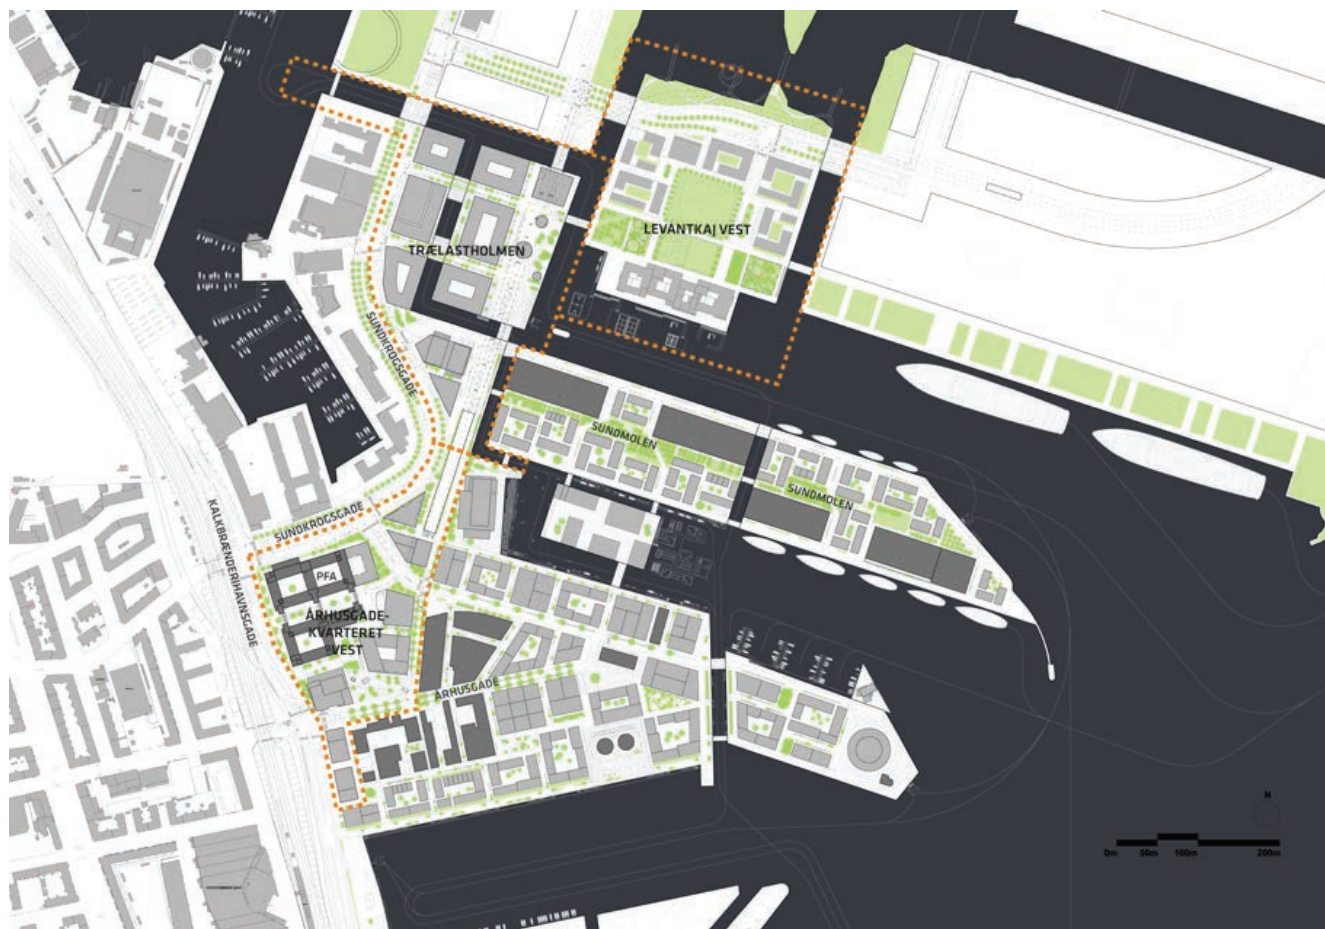 LEVANTKAJ VEST
TRÆLASTHOLMEN
SUNDKROGSGADE
SUNDMOLEN
SUNDMOLEN
KALKBRÆNDERIHAVNSGADE
SUNDKROGSGADE
PFA
ÅRHUSGADE-
KVARTERET
VEST
ÅRHUSGADE
N
0m 50m 100m 200m